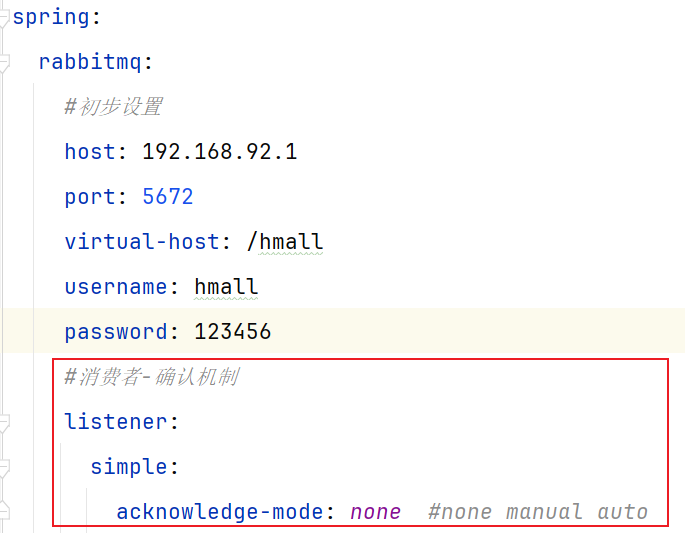 spring:
rabbitmq:
#初步设置
host: 192.168.92.1
port: 5672
virtual-host: /hmall
username: hmall
password: 123456
#消费者-确认机制
listener:
simple:
acknowledge-mode: none #none manual auto